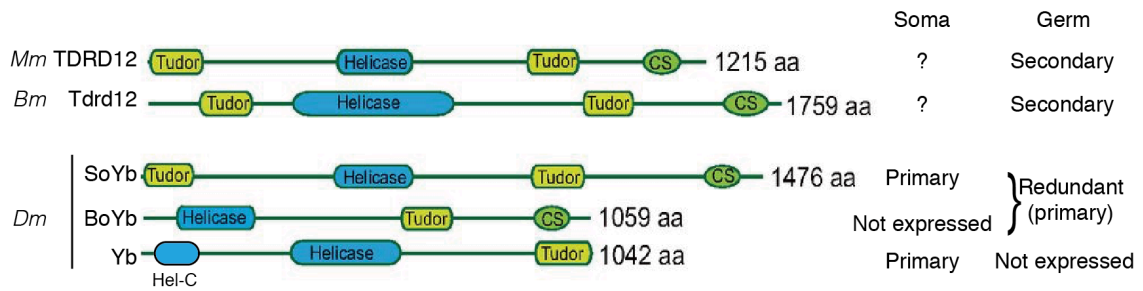 Soma Germ
Mm TDRD12 Tudor Helicase Tudor CS 1215 aa ? Secondary
Bm Tdrd12 Tudor Helicase Tudor CS 1759 aa ? Secondary
SoYb Tudor Helicase Tudor CS 1476 aa Primary
Redundant
(primary)
Dm BoYb Helicase Tudor CS 1059 aa Not expressed
Yb Helicase Tudor 1042 aa Primary Not expressed
Hel-C